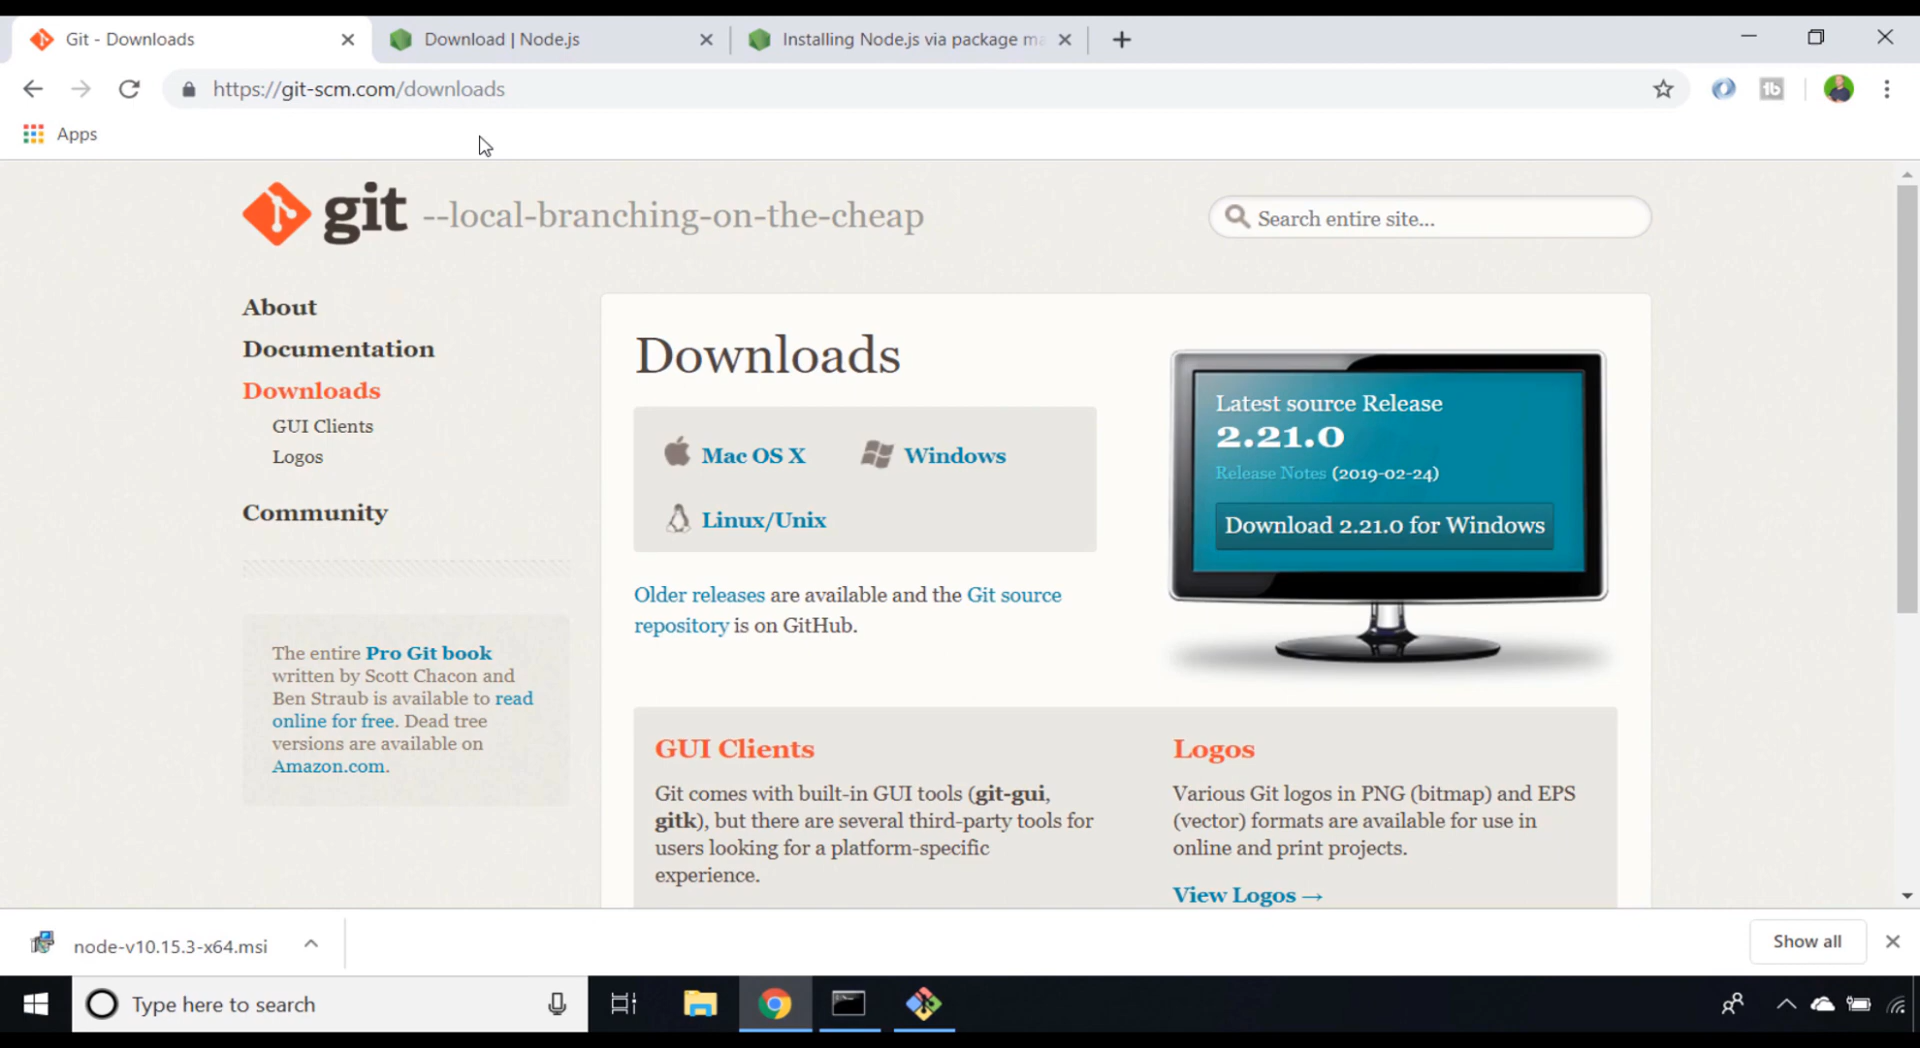 Git - Downloads
Download | Node.js
Installing Node.js via package ma
https://git-scm.com/downloads
Apps
git --local-branching-on-the-cheap
Search entire site...
About
Documentation
Downloads
GUI Clients
Logos
Community
The entire Pro Git book
written by Scott Chacon and
Ben Straub is available to read
online for free. Dead tree
versions are available on
Amazon.com.
Downloads
Mac OS X
Windows
Linux/Unix
Older releases are available and the Git source
repository is on GitHub.
Latest source Release
2.21.0
Release Notes (2019-02-24)
Download 2.21.0 for Windows
GUI Clients
Git comes with built-in GUI tools (git-gui,
gitk), but there are several third-party tools for
users looking for a platform-specific
experience.
Logos
Various Git logos in PNG (bitmap) and EPS
(vector) formats are available for use in
online and print projects.
View Logos →
node-v10.15.3-x64.msi
Show all
Type here to search